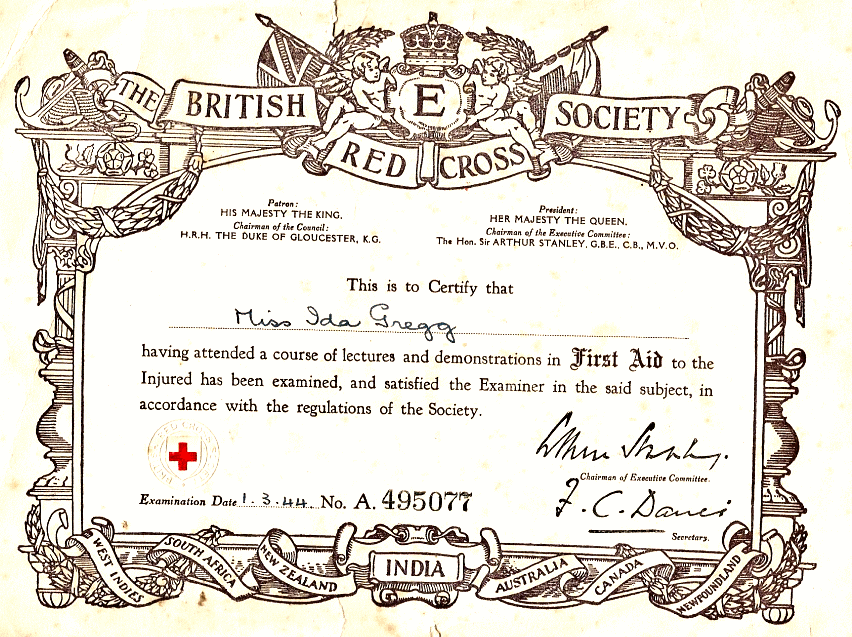 THE BRITISH E SOCIETY
RED CROSS
Patron:
HIS MAJESTY THE KING.
Chairman of the Council:
H.R.H. THE DUKE OF GLOUCESTER, K.G.
President:
HER MAJESTY THE QUEEN.
Chairman of the Executive Committee:
The Hon. Sir ARTHUR STANLEY, G.B.E., C.B., M.V.O.
This is to Certify that
Miss Ida Gregg
having attended a course of lectures and demonstrations in First Aid to the
Injured has been examined, and satisfied the Examiner in the said subject, in
accordance with the regulations of the Society.
Arthur Stanley.
Chairman of Executive Committee.
Examination Date 1.3.44 No. A. 495077
F. C. Davies
Secretary.
WEST INDIES SOUTH AFRICA NEW ZEALAND INDIA AUSTRALIA CANADA NEWFOUNDLAND